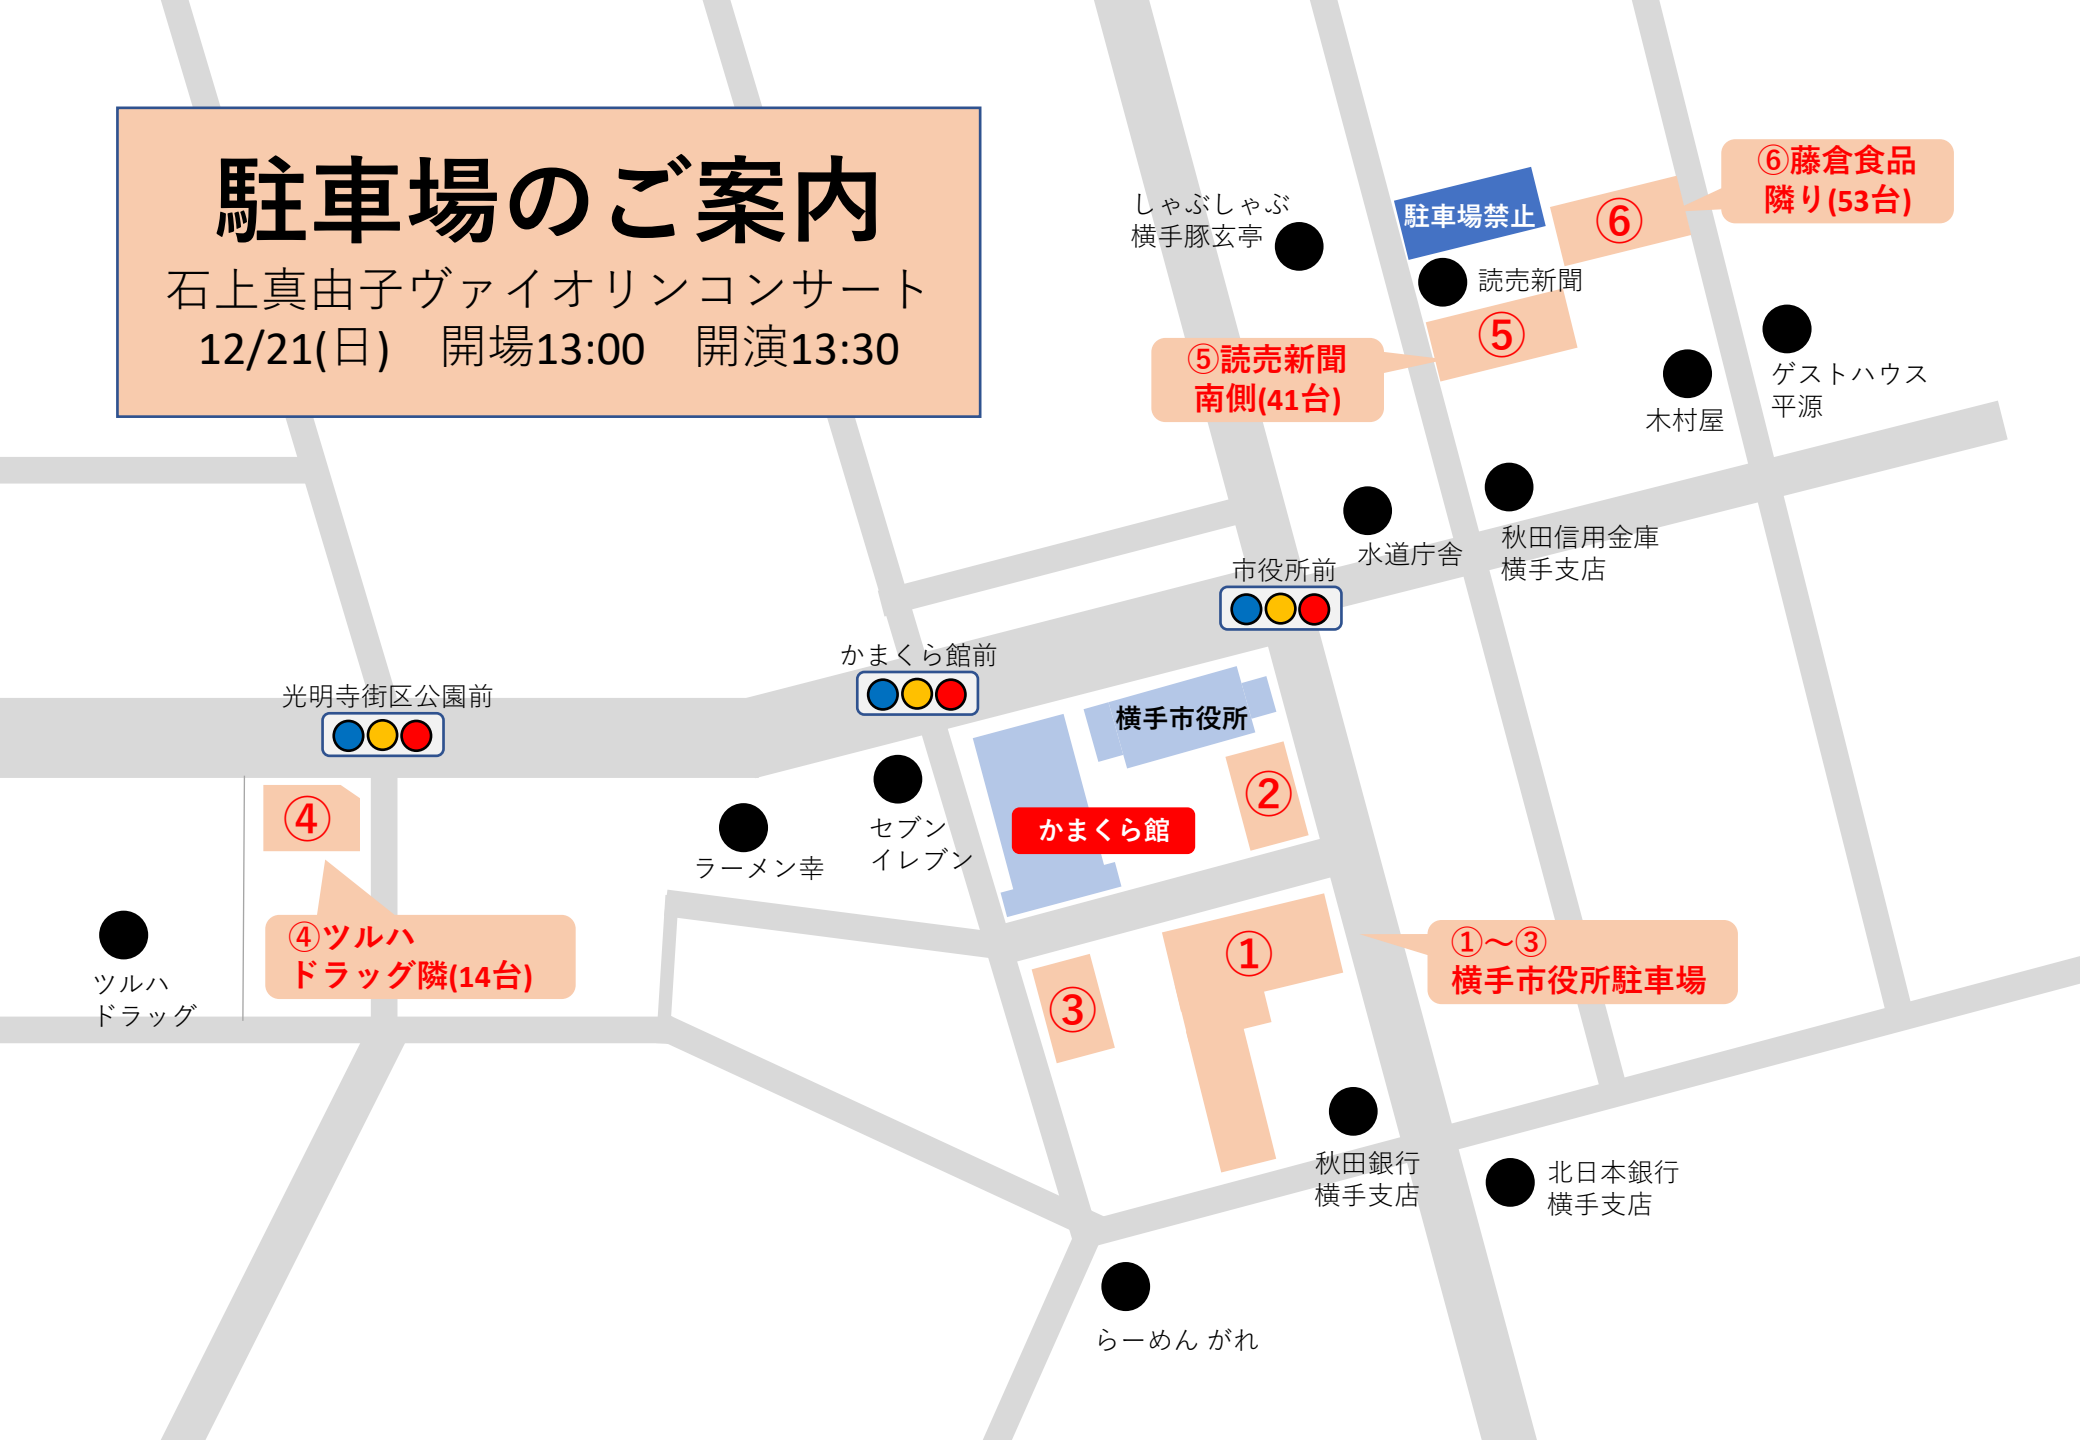 駐車場のご案内
石上真由子ヴァイオリンコンサート
12/21(日)　開場13:00　開演13:30
⑥藤倉食品
隣り(53台)
しゃぶしゃぶ
横手豚玄亭
駐車場禁止
⑥
読売新聞
⑤
⑤読売新聞
南側(41台)
ゲストハウス
平源
木村屋
水道庁舎
秋田信用金庫
横手支店
市役所前
かまくら館前
光明寺街区公園前
横手市役所
②
④
セブン
イレブン
かまくら館
ラーメン幸
④ツルハ
ドラッグ隣(14台)
ツルハ
ドラッグ
①
③
①～③
横手市役所駐車場
秋田銀行
横手支店
北日本銀行
横手支店
らーめん がれ